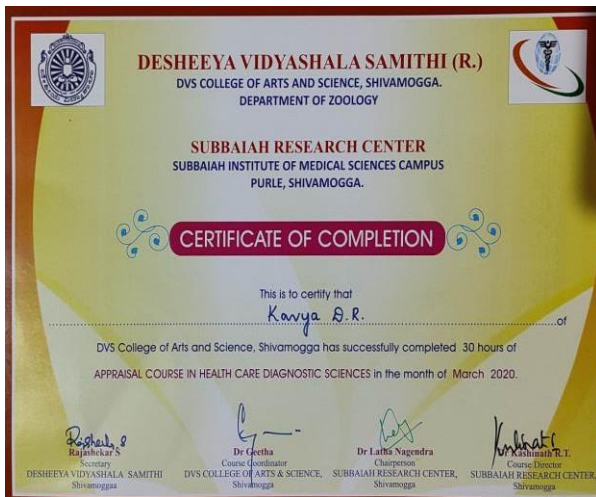 DESHEEYA VIDYASHALA SAMITHI (R.)
DVS COLLEGE OF ARTS AND SCIENCE, SHIVAMOGGA.
DEPARTMENT OF ZOOLOGY
SUBBAIAH RESEARCH CENTER
SUBBAIAH INSTITUTE OF MEDICAL SCIENCES CAMPUS
PURLE, SHIVAMOGGA.
CERTIFICATE OF COMPLETION
This is to certify that
Kavya D.R.
of
DVS College of Arts and Science, Shivamogga has successfully completed 30 hours of
APPRAISAL COURSE IN HEALTH CARE DIAGNOSTIC SCIENCES in the month of March 2020.
Rajashekar S Dr Geetha Dr Latha Nagendra Dr Kashinath R.T.
Secretary Course Coordinator Chairperson Course Director
DESHEEYA VIDYASHALA SAMITHI DVS COLLEGE OF ARTS & SCIENCE, SUBBAIAH RESEARCH CENTER, SUBBAIAH RESEARCH CENTER,
Shivamoggaa Shivamogga Shivamogga Shivamogga